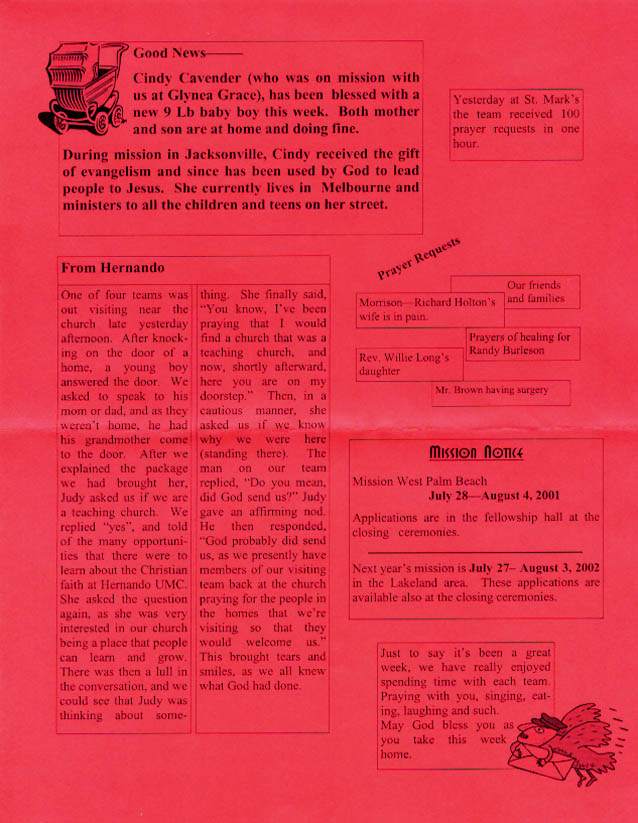 Good News——
Cindy Cavender (who was on mission with
us at Glynea Grace), has been blessed with a
new 9 Lb baby boy this week. Both mother
and son are at home and doing fine.
During mission in Jacksonville, Cindy received the gift
of evangelism and since has been used by God to lead
people to Jesus. She currently lives in Melbourne and
ministers to all the children and teens on her street.
Yesterday at St. Mark's
the team received 100
prayer requests in one
hour.
From Hernando
One of four teams was
out visiting near the
church late yesterday
afternoon. After knock-
ing on the door of a
home, a young boy
answered the door. We
asked to speak to his
mom or dad, and as they
weren't home, he had
his grandmother come
to the door. After we
explained the package
we had brought her,
Judy asked us if we are
a teaching church. We
replied "yes", and told
of the many opportuni-
ties that there were to
learn about the Christian
faith at Hernando UMC.
She asked the question
again, as she was very
interested in our church
being a place that people
can learn and grow.
There was then a lull in
the conversation, and we
could see that Judy was
thinking about some-
thing. She finally said,
"You know, I've been
praying that I would
find a church that was a
teaching church, and
now, shortly afterward,
here you are on my
doorstep." Then, in a
cautious manner, she
asked us if we know
why we were here
(standing there). The
man on our team
replied, "Do you mean,
did God send us?" Judy
gave an affirming nod.
He then responded,
"God probably did send
us, as we presently have
members of our visiting
team back at the church
praying for the people in
the homes that we're
visiting so that they
would welcome us."
This brought tears and
smiles, as we all knew
what God had done.
Prayer Requests
Our friends
and families
Morrison—Richard Holton's
wife is in pain.
Prayers of healing for
Randy Burleson
Rev. Willie Long's
daughter
Mr. Brown having surgery
Mission Notice
Mission West Palm Beach
July 28—August 4, 2001
Applications are in the fellowship hall at the
closing ceremonies.
Next year's mission is July 27– August 3, 2002
in the Lakeland area. These applications are
available also at the closing ceremonies.
Just to say it's been a great
week, we have really enjoyed
spending time with each team.
Praying with you, singing, eat-
ing, laughing and such.
May God bless you as
you take this week
home.